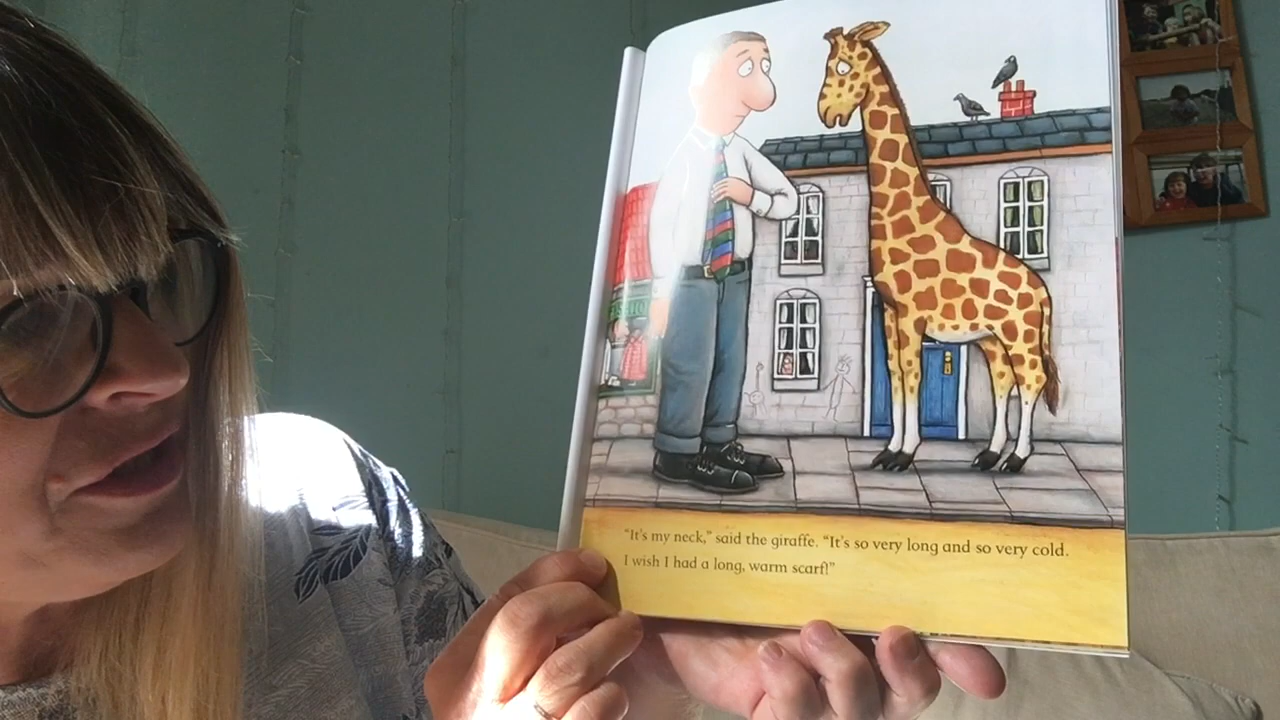 “It’s my neck,” said the giraffe. “It’s so very long and so very cold.
I wish I had a long, warm scarf!”